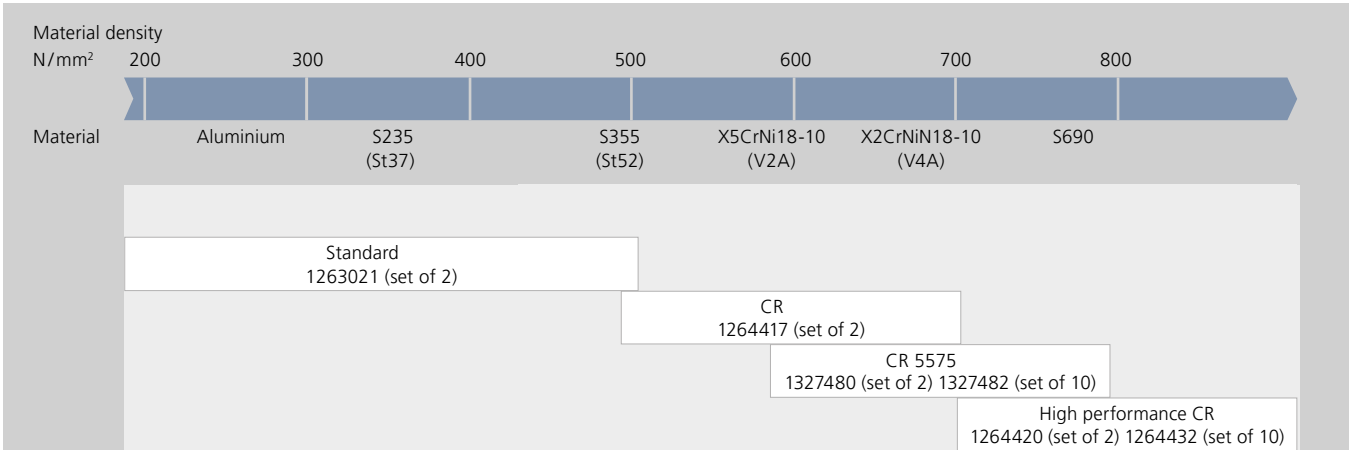 Material density
N/mm² 200 300 400 500 600 700 800
Material Aluminium S235 S355 X5CrNi18-10 X2CrNiN18-10 S690
(St37) (St52) (V2A) (V4A)
Standard
1263021 (set of 2)
CR
1264417 (set of 2)
CR 5575
1327480 (set of 2) 1327482 (set of 10)
High performance CR
1264420 (set of 2) 1264432 (set of 10)